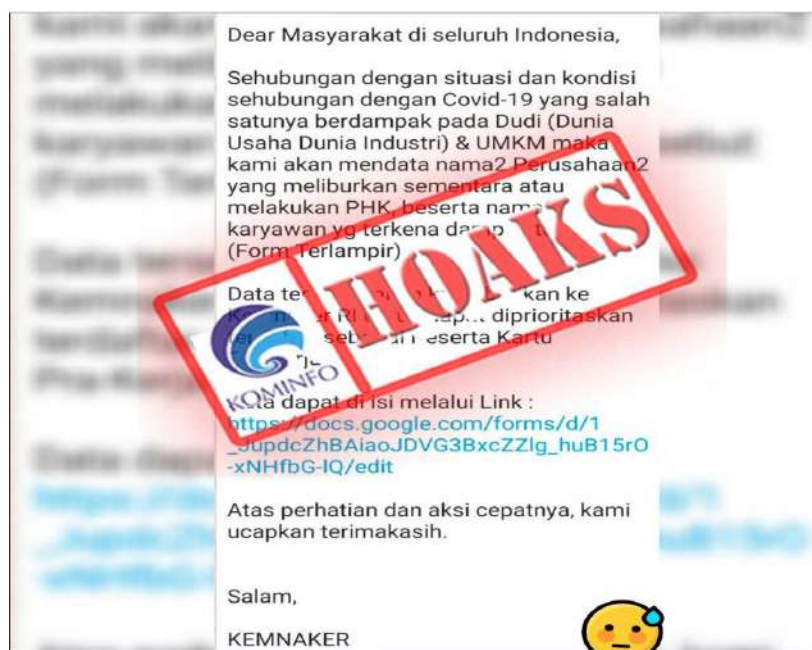 Dear Masyarakat di seluruh Indonesia,
Sehubungan dengan situasi dan kondisi
sehubungan dengan Covid-19 yang salah
satunya berdampak pada Dudi (Dunia
Usaha Dunia Industri) & UMKM maka
kami akan mendata nama2 Perusahaan2
yang meliburkan sementara atau
melakukan PHK, beserta nama
karyawan yg terkena
(Form Terlampir)
HOAKS
Data kan ke
RI diprioritaskan
Kartu
KOMINFO
dapat di isi melalui Link :
https://docs.google.com/forms/d/1
_JupdcZhBAiaoJDVG3BxcZZlg_huB15rO
-xNHfbG-lQ/edit
Atas perhatian dan aksi cepatnya, kami
ucapkan terimakasih.
Salam,
KEMNAKER